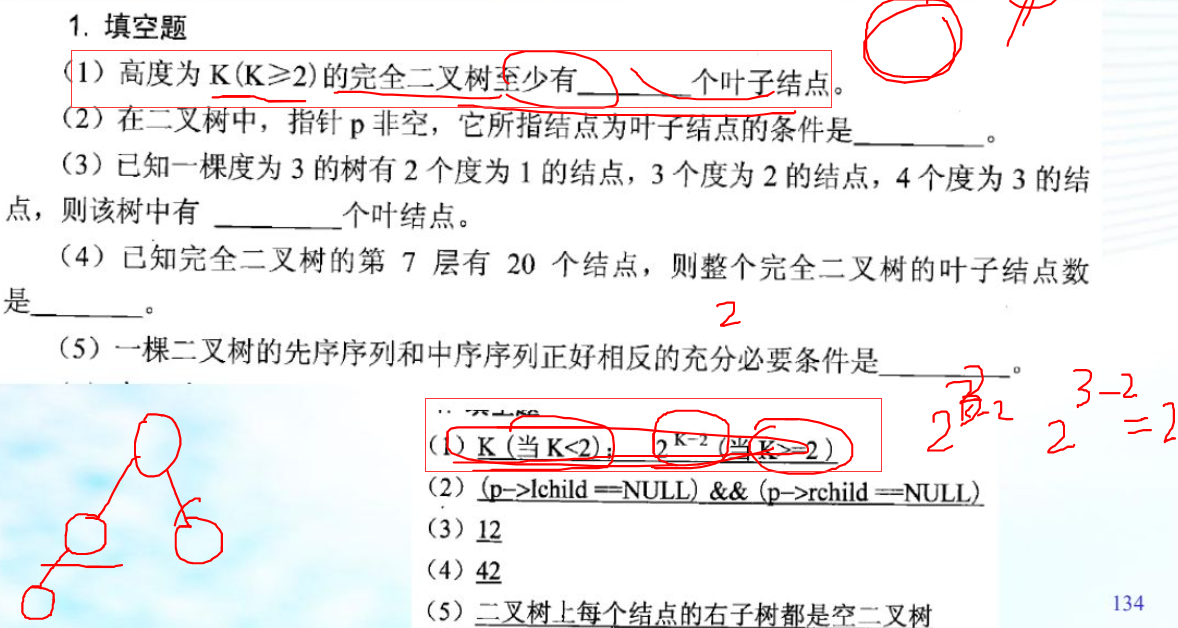 1. 填空题
（1）高度为 K(K≥2)的完全二叉树至少有________个叶子结点。
（2）在二叉树中，指针 p 非空，它所指结点为叶子结点的条件是__________。
（3）已知一棵度为 3 的树有 2 个度为 1 的结点，3 个度为 2 的结点，4 个度为 3 的结
点，则该树中有 __________个叶结点。
（4）已知完全二叉树的第 7 层有 20 个结点，则整个完全二叉树的叶子结点数
是________。
2
（5）一棵二叉树的先序序列和中序序列正好相反的充分必要条件是__________。
2^{3-2}=2
（1）K（当 K<2）； 2^{K-2}（当 K>=2）
（2）(p->lchild ==NULL) && (p->rchild ==NULL)
（3）12
（4）42
（5）二叉树上每个结点的右子树都是空二叉树
134